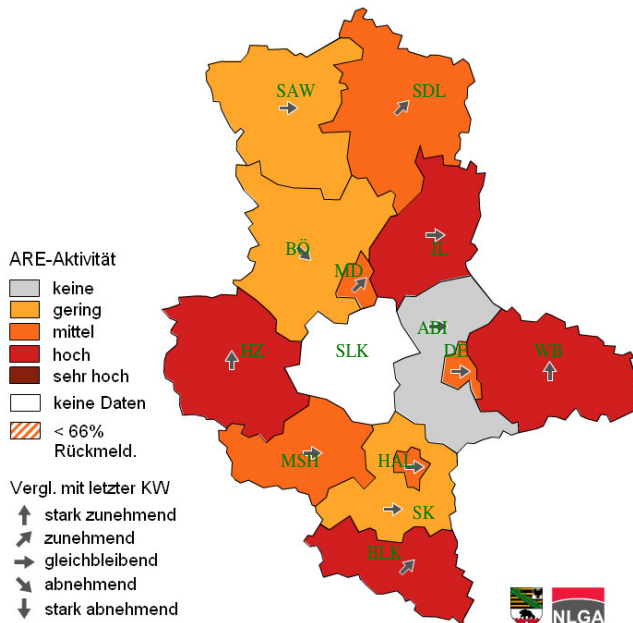 SAW
SDL
BÖ
MD
JL
ARE-Aktivität
keine
gering
mittel
hoch
sehr hoch
keine Daten
< 66%
Rückmeld.
ABI
HZ
SLK
DE
WB
MSH
HAL
SK
BLK
Vergl. mit letzter KW
stark zunehmend
zunehmend
gleichbleibend
abnehmend
stark abnehmend
NLGA